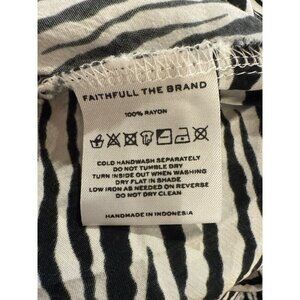 FAITHFULL THE BRAND
100% RAYON
COLD HANDWASH SEPARATELY
DO NOT TUMBLE DRY
TURN INSIDE OUT WHEN WASHING
DRY FLAT IN SHADE
LOW IRON AS NEEDED ON REVERSE
DO NOT DRY CLEAN
HANDMADE IN INDONESIA